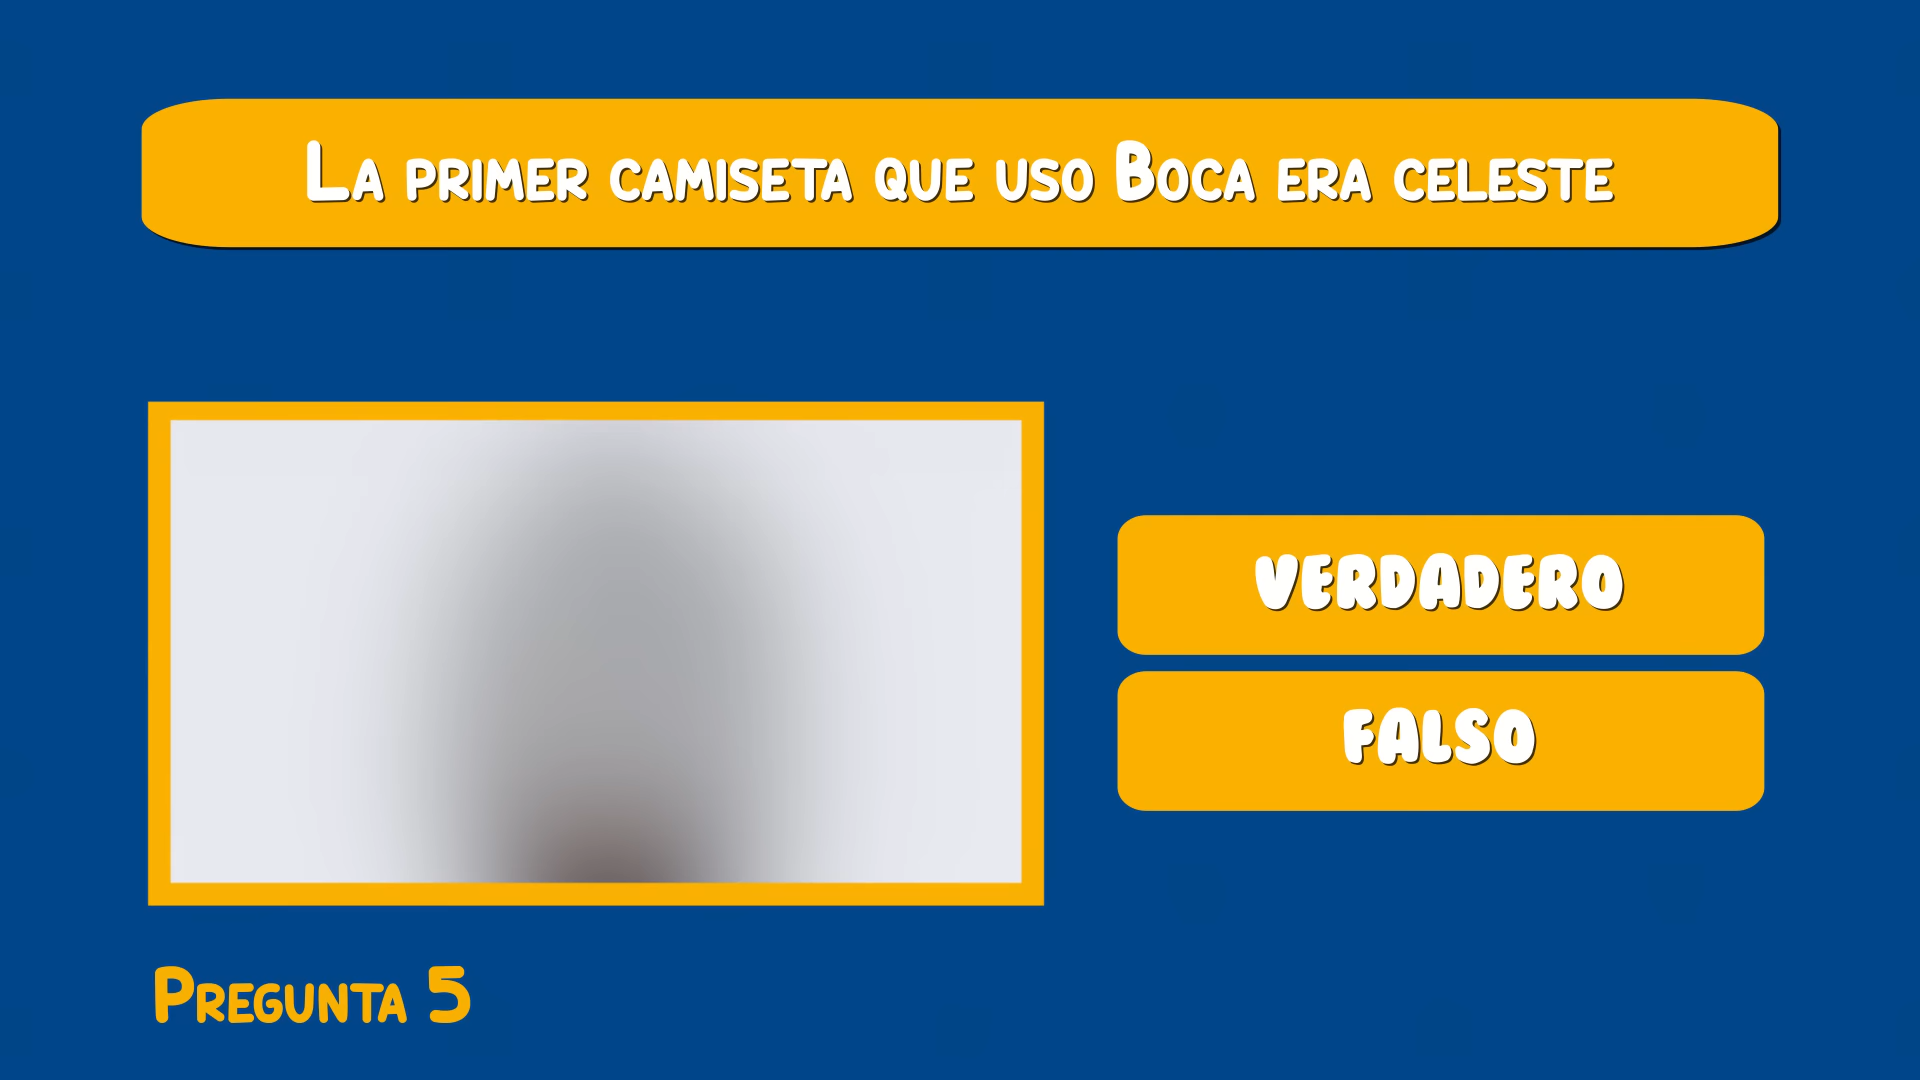 La primer camiseta que uso Boca era celeste
VERDADERO
FALSO
Pregunta 5